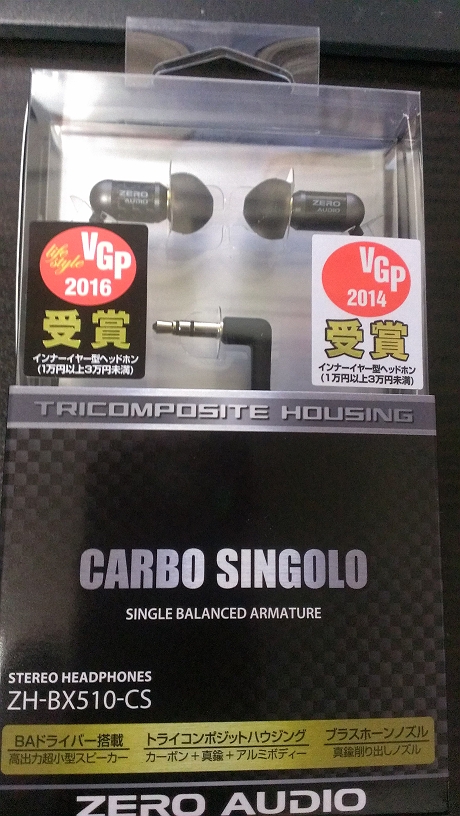 ZERO
AUDIO
ZERO
AUDIO
life
style
VGP
2016
受賞
インナーイヤー型ヘッドホン
(1万円以上3万円未満)
VGP
2014
受賞
インナーイヤー型ヘッドホン
(1万円以上3万円未満)
TRICOMPOSITE HOUSING
CARBO SINGOLO
SINGLE BALANCED ARMATURE
STEREO HEADPHONES
ZH-BX510-CS
BAドライバー搭載
高出力超小型スピーカー
トライコンポジットハウジング
カーボン+真鍮+アルミボディー
ブラスホーンノズル
真鍮削り出しノズル
ZERO AUDIO